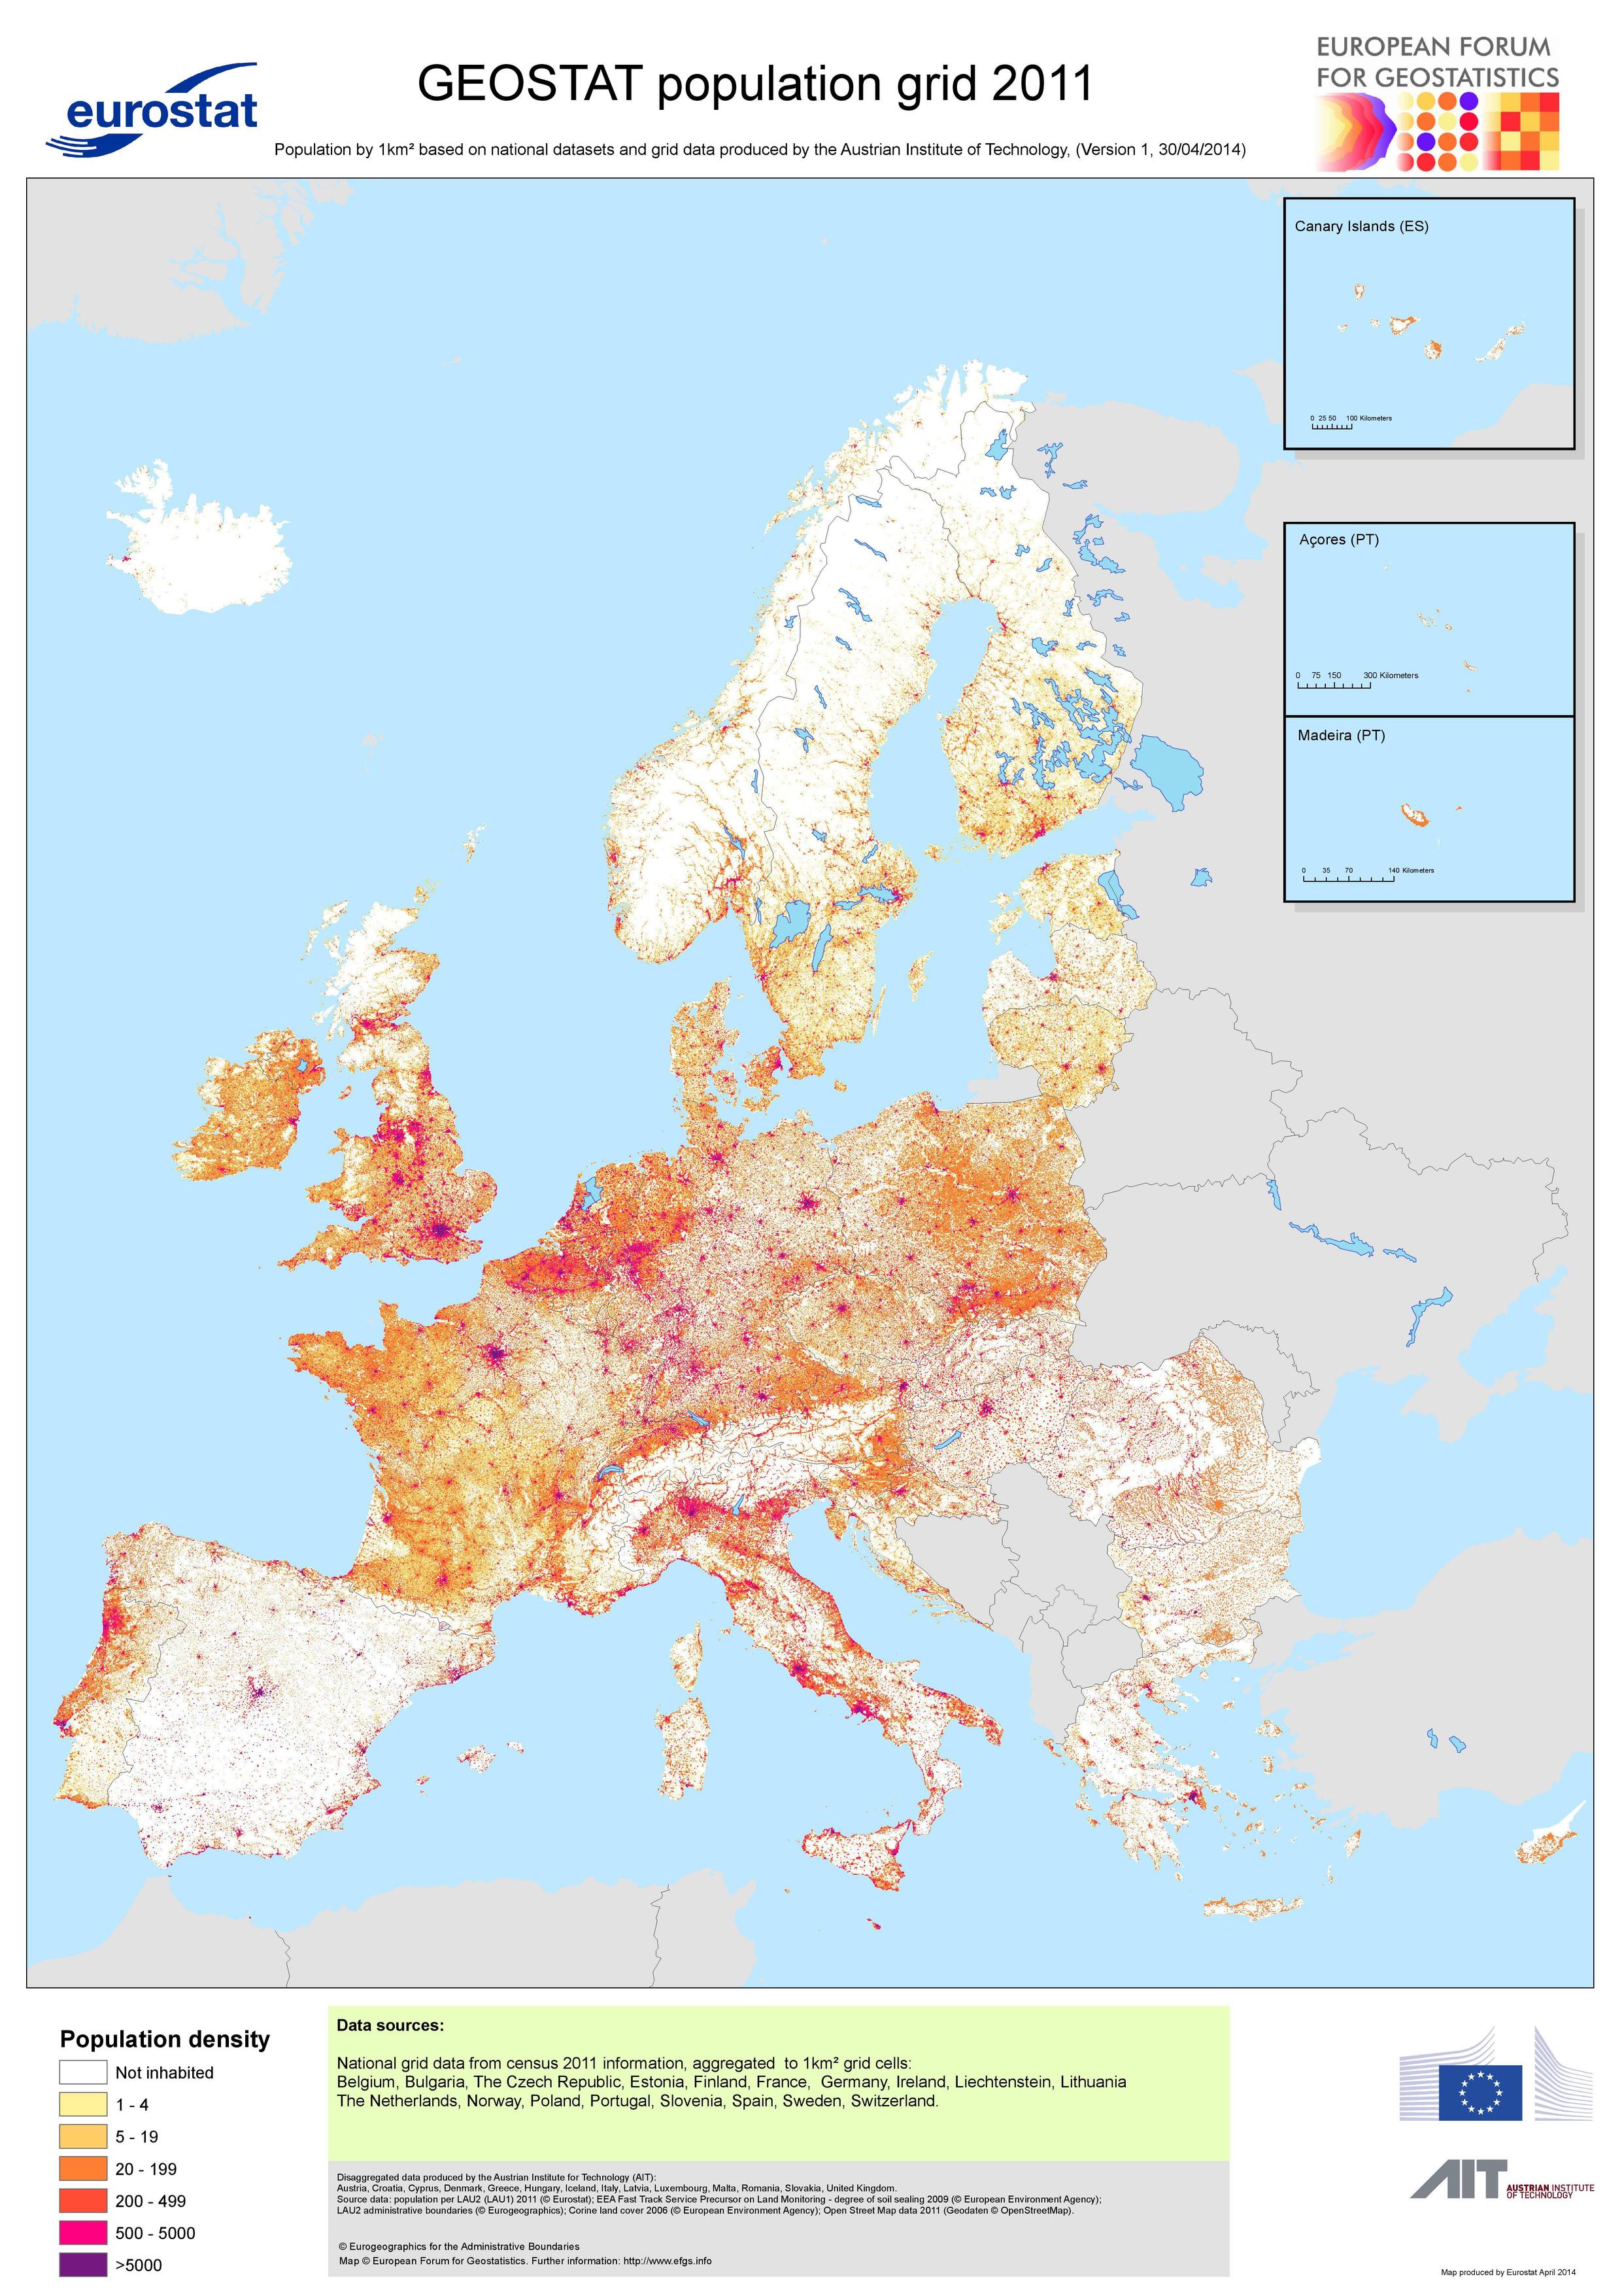 eurostat
GEOSTAT population grid 2011
EUROPEAN FORUM
FOR GEOSTATISTICS
Population by 1km² based on national datasets and grid data produced by the Austrian Institute of Technology, (Version 1, 30/04/2014)
Canary Islands (ES)
0 25 50 100 Kilometers
Açores (PT)
0 75 150 300 Kilometers
Madeira (PT)
0 35 70 140 Kilometers
Population density
Not inhabited
1 - 4
5 - 19
20 - 199
200 - 499
500 - 5000
>5000
Data sources:
National grid data from census 2011 information, aggregated to 1km² grid cells:
Belgium, Bulgaria, The Czech Republic, Estonia, Finland, France, Germany, Ireland, Liechtenstein, Lithuania
The Netherlands, Norway, Poland, Portugal, Slovenia, Spain, Sweden, Switzerland.
Disaggregated data produced by the Austrian Institute for Technology (AIT):
Austria, Croatia, Cyprus, Denmark, Greece, Hungary, Iceland, Italy, Latvia, Luxembourg, Malta, Romania, Slovakia, United Kingdom.
Source data: population per LAU2 (LAU1) 2011 (© Eurostat); EEA Fast Track Service Precursor on Land Monitoring - degree of soil sealing 2009 (© European Environment Agency);
LAU2 administrative boundaries (© Eurogeographics); Corine land cover 2006 (© European Environment Agency); Open Street Map data 2011 (Geodaten © OpenStreetMap).
© Eurogeographics for the Administrative Boundaries
Map © European Forum for Geostatistics. Further information: http://www.efgs.info
AIT AUSTRIAN INSTITUTE
OF TECHNOLOGY
Map produced by Eurostat April 2014